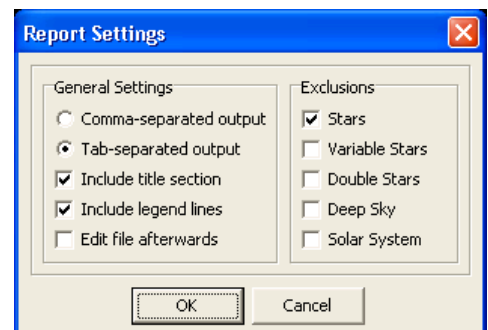 Report Settings
General Settings
Comma-separated output
Tab-separated output
Include title section
Include legend lines
Edit file afterwards
Exclusions
Stars
Variable Stars
Double Stars
Deep Sky
Solar System
OK
Cancel